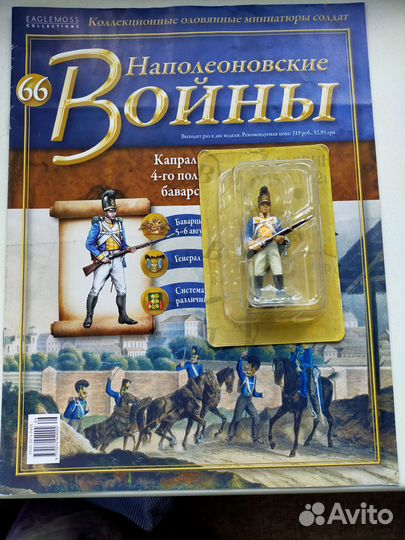 EAGLEMOSS
COLLECTIONS
Коллекционные оловянные миниатюры солдат
66
Наполеоновские
Войны
Выходит раз в две недели. Рекомендуемая цена: 319 руб., 52,95 грн
Капрал
4-го пол
баварс
Баварцы
5–6 авгу
Генерал
Система
различи
Avito